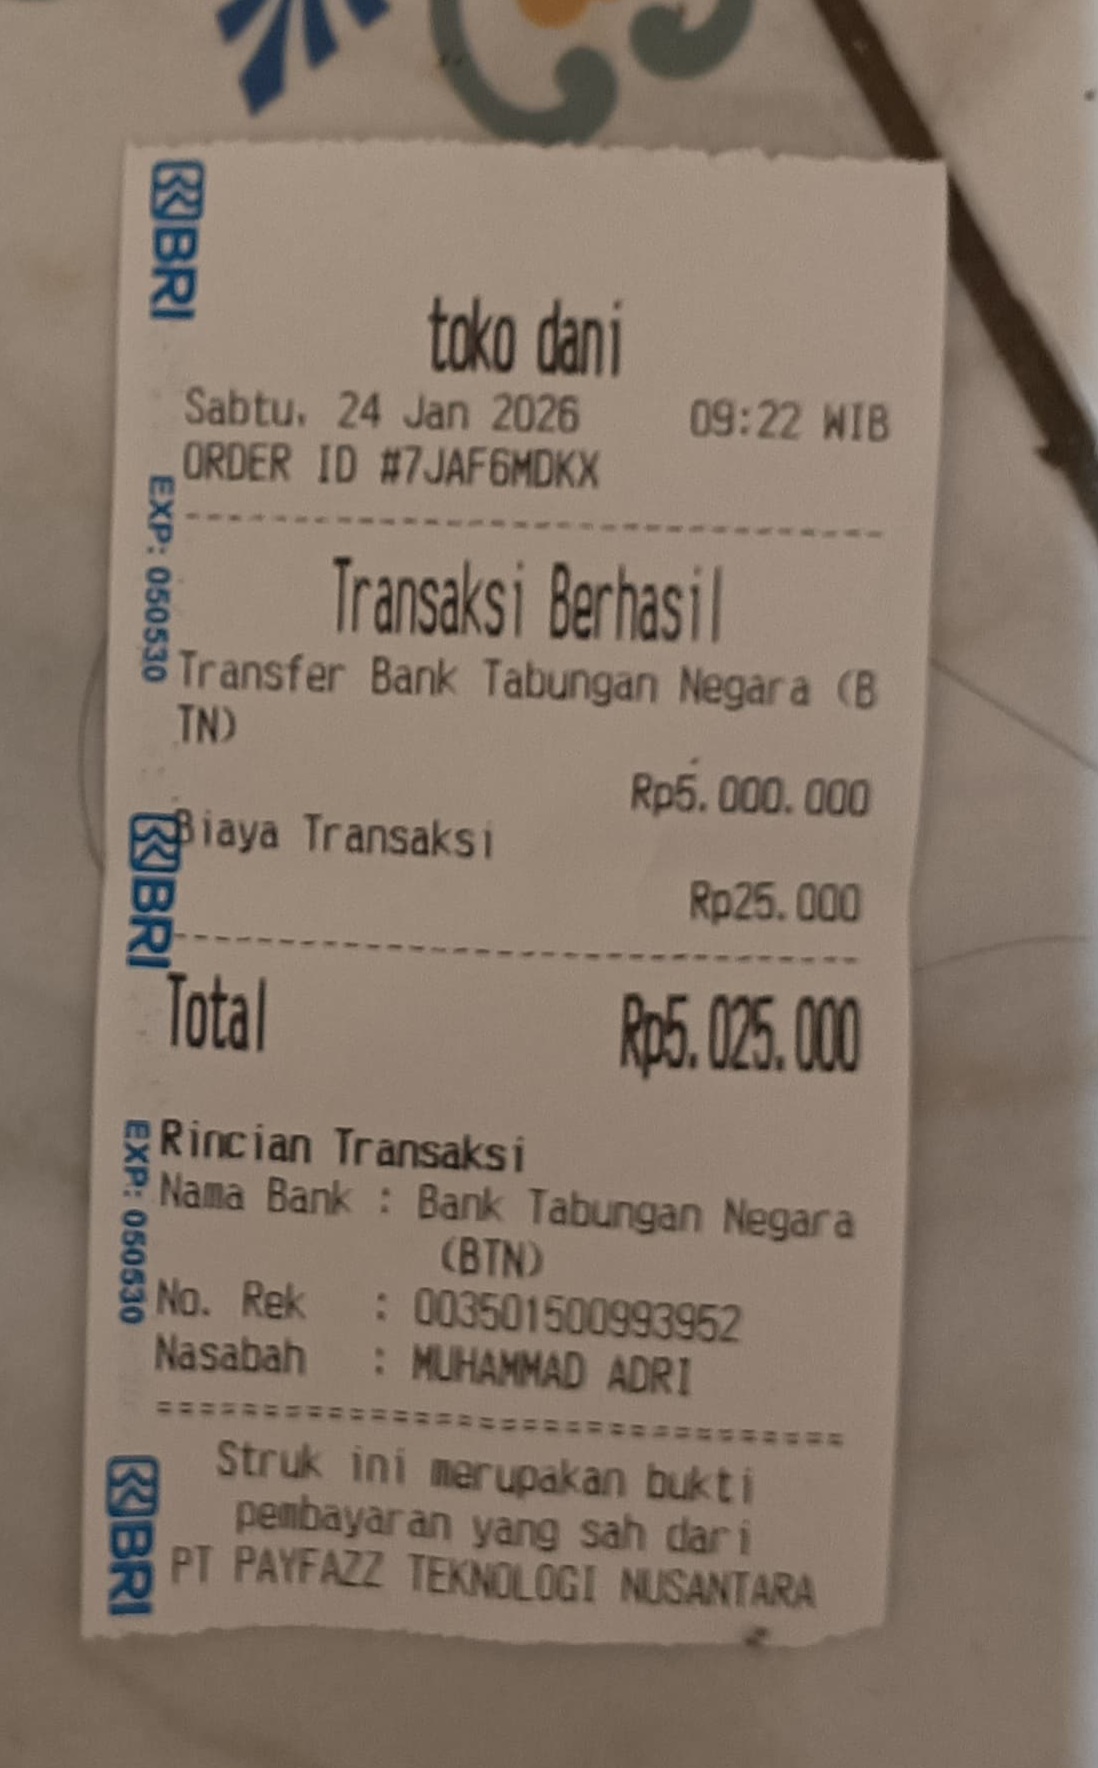 toko dani
Sabtu, 24 Jan 2026 09:22 WIB
ORDER ID #7JAF6MDKX
Transaksi Berhasil
Transfer Bank Tabungan Negara (B
TN)
Rp5.000.000
Biaya Transaksi
Rp25.000
Total Rp5.025.000
Rincian Transaksi
Nama Bank : Bank Tabungan Negara
(BTN)
No. Rek : 003501500993952
Nasabah : MUHAMMAD ADRI
Struk ini merupakan bukti
pembayaran yang sah dari
PT PAYFAZZ TEKNOLOGI NUSANTARA
BRI
EXP: 050530
BRI
EXP: 050530
BRI